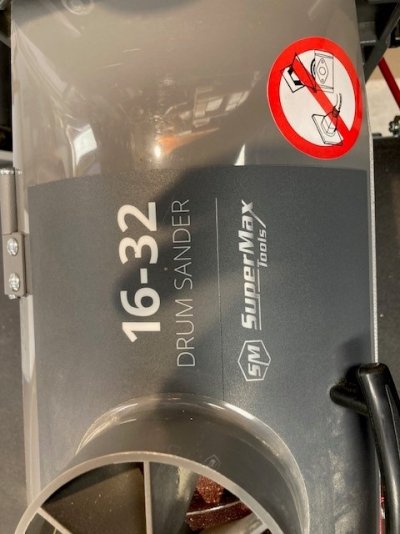 16-32
DRUM SANDER
SM
SuperMax
Tools